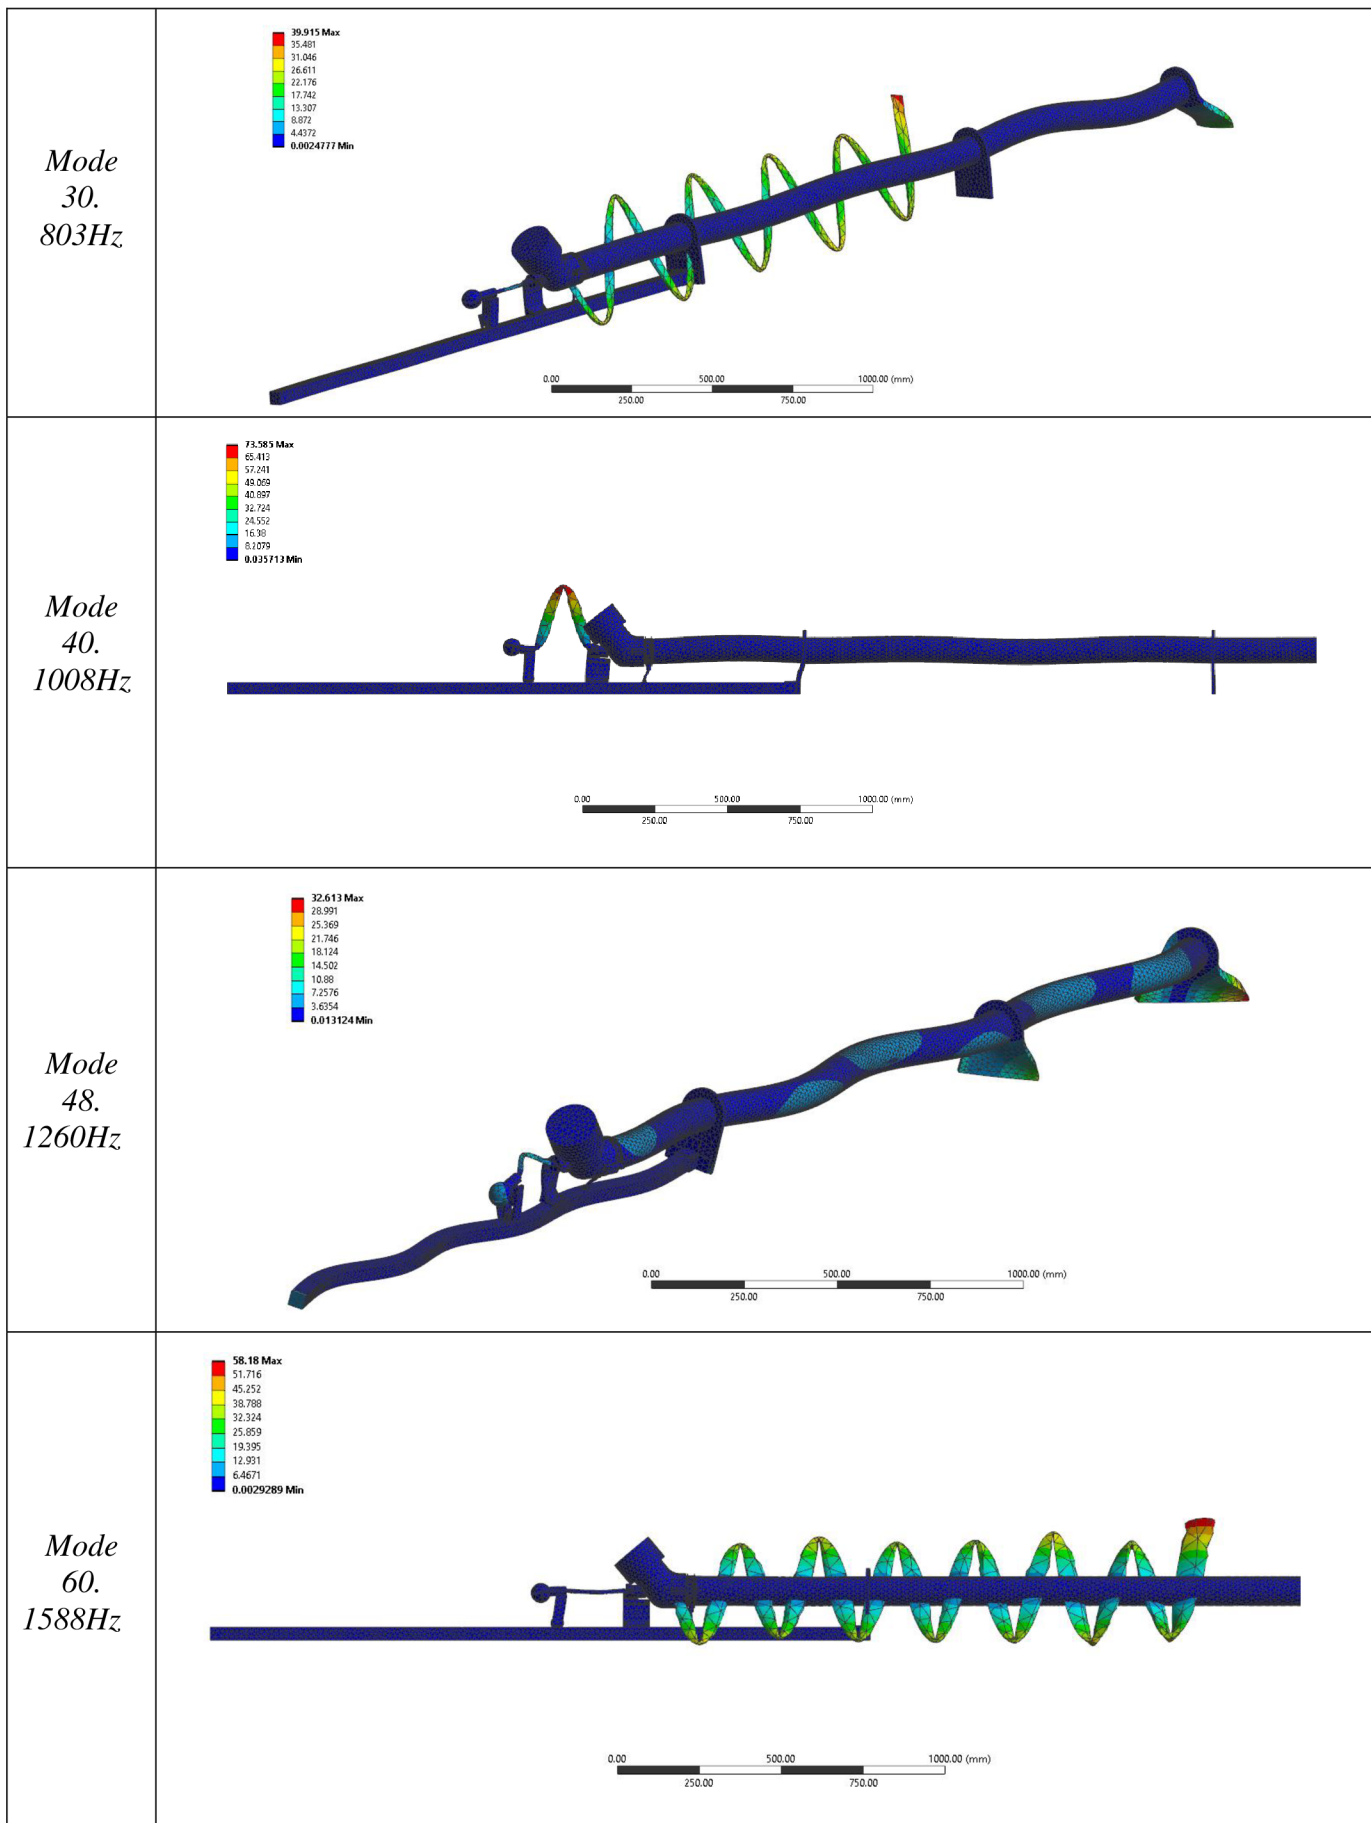 Mode
30.
803Hz
39.915 Max
35.481
31.046
26.611
22.176
17.742
13.307
8.872
4.4372
0.0024777 Min
0.00 500.00 1000.00 (mm)
250.00 750.00
Mode
40.
1008Hz
73.585 Max
65.413
57.241
49.069
40.897
32.724
24.552
16.38
8.2079
0.035713 Min
0.00 500.00 1000.00 (mm)
250.00 750.00
Mode
48.
1260Hz
32.613 Max
28.991
25.369
21.746
18.124
14.502
10.88
7.2576
3.6354
0.013124 Min
0.00 500.00 1000.00 (mm)
250.00 750.00
Mode
60.
1588Hz
58.18 Max
51.716
45.252
38.788
32.324
25.859
19.395
12.931
6.4671
0.0029289 Min
0.00 500.00 1000.00 (mm)
250.00 750.00